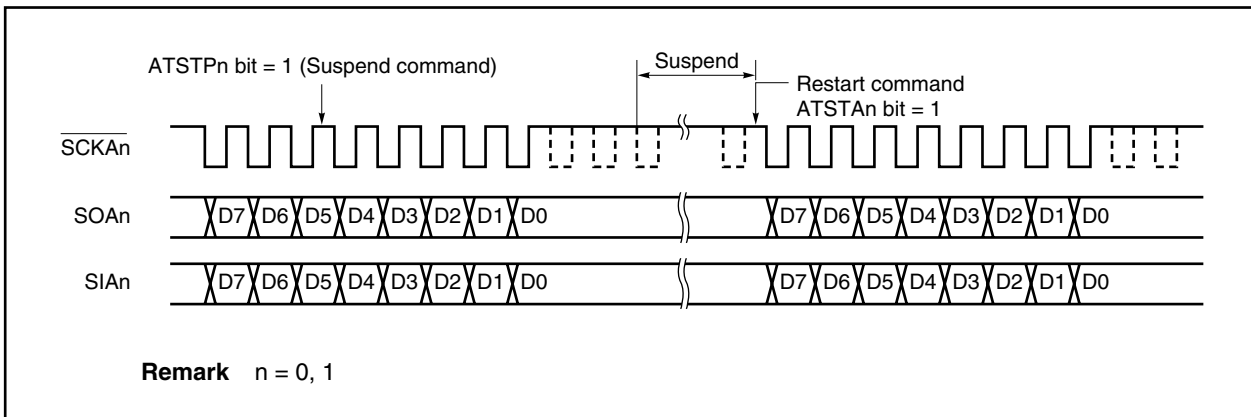 ATSTPn bit = 1 (Suspend command)
Suspend
Restart command
ATSTAn bit = 1
SCKAn
SOAn D7 D6 D5 D4 D3 D2 D1 D0 D7 D6 D5 D4 D3 D2 D1 D0
SIAn D7 D6 D5 D4 D3 D2 D1 D0 D7 D6 D5 D4 D3 D2 D1 D0
Remark n = 0, 1